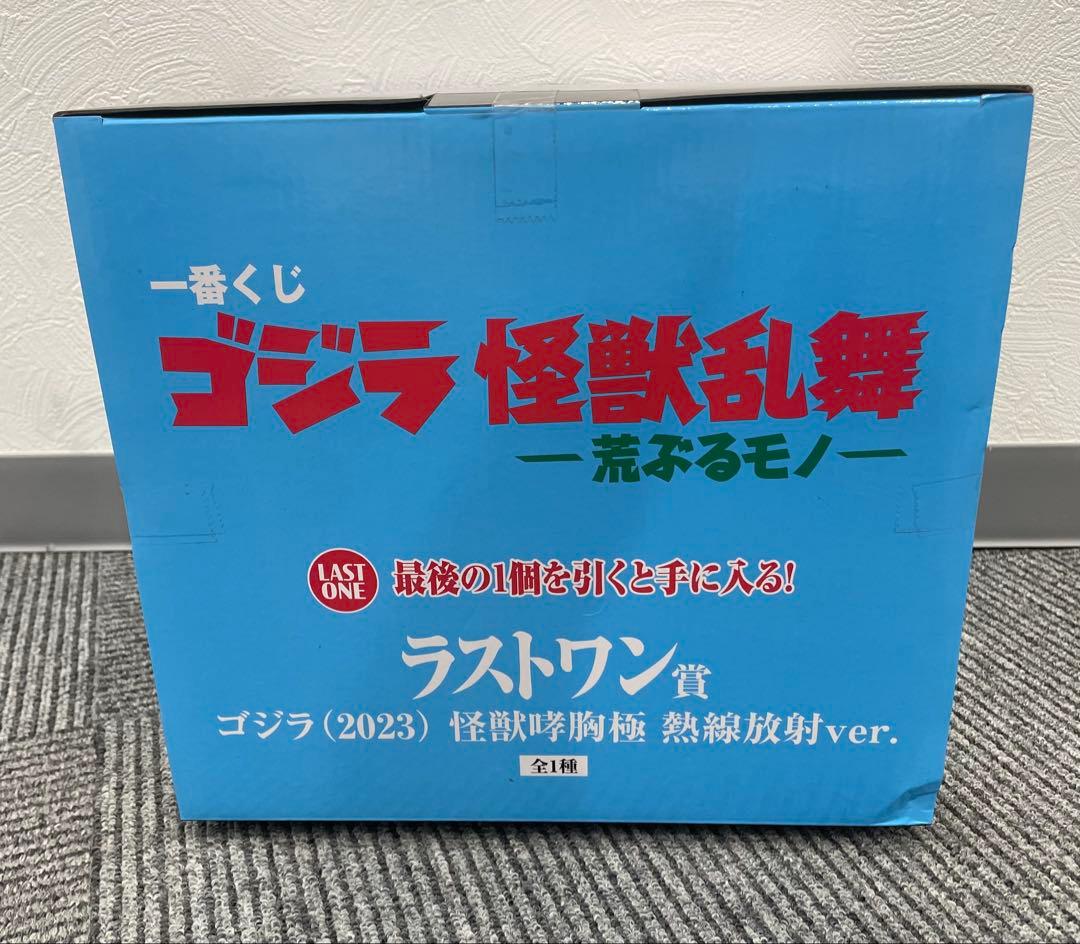 一番くじ
ゴジラ 怪獣乱舞
―荒ぶるモノ―
LAST
ONE
最後の1個を引くと手に入る!
ラストワン賞
ゴジラ(2023) 怪獣哮胸極 熱線放射ver.
全1種